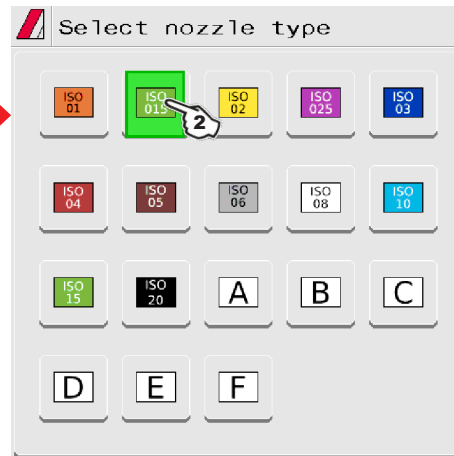 Select nozzle type
ISO 01 ISO 015 ISO 02 ISO 025 ISO 03
2
ISO 04 ISO 05 ISO 06 ISO 08 ISO 10
ISO 15 ISO 20 A B C
D E F